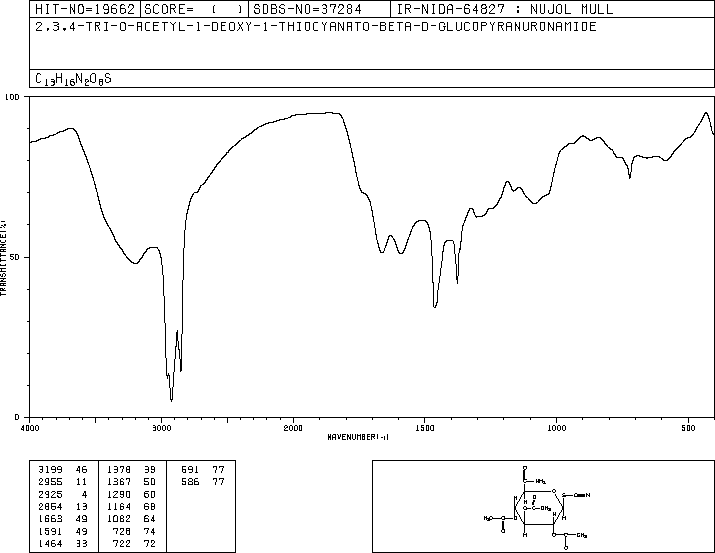 HIT-NO=19662 SCORE= ( ) SDBS-NO=37284 IR-NIDA-64827 : NUJOL MULL
2,3,4-TRI-O-ACETYL-1-DEOXY-1-THIOCYANATO-BETA-D-GLUCOPYRANURONAMIDE
C13H16N2O8S
100
50
0
TRANSMITTANCE(%)
4000 3000 2000 1500 1000 500
WAVENUMBER(-1)
3199 46 1378 39 691 77
2955 11 1367 50 586 77
2925 4 1290 60
2854 13 1164 68
1663 49 1082 64
1591 49 728 74
1464 33 722 72